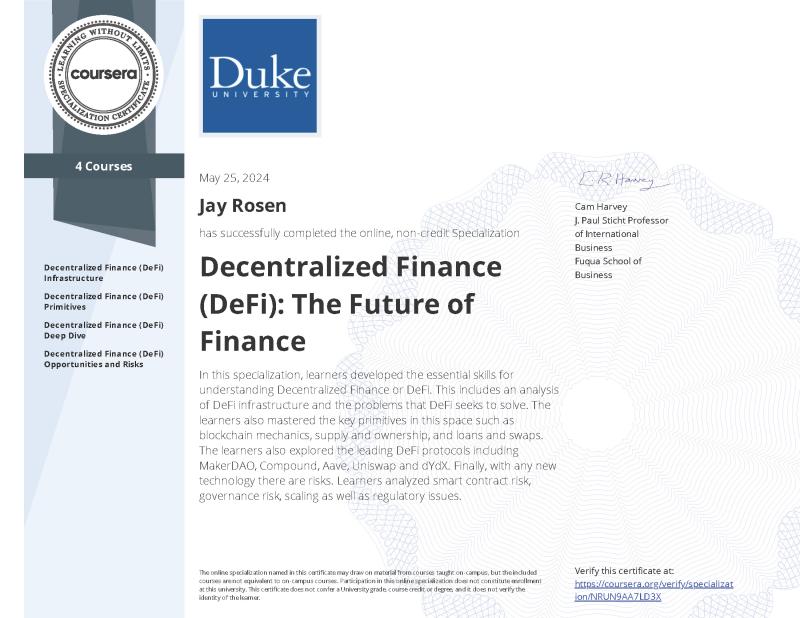 LEARNING WITHOUT LIMITS
coursera
SPECIALIZATION CERTIFICATE
4 Courses
Decentralized Finance (DeFi)
Infrastructure
Decentralized Finance (DeFi)
Primitives
Decentralized Finance (DeFi)
Deep Dive
Decentralized Finance (DeFi)
Opportunities and Risks
Duke
UNIVERSITY
May 25, 2024
Jay Rosen
has successfully completed the online, non-credit Specialization
Decentralized Finance
(DeFi): The Future of
Finance
In this specialization, learners developed the essential skills for
understanding Decentralized Finance or DeFi. This includes an analysis
of DeFi infrastructure and the problems that DeFi seeks to solve. The
learners also mastered the key primitives in this space such as
blockchain mechanics, supply and ownership, and loans and swaps.
The learners also explored the leading DeFi protocols including
MakerDAO, Compound, Aave, Uniswap and dYdX. Finally, with any new
technology there are risks. Learners analyzed smart contract risk,
governance risk, scaling as well as regulatory issues.
The online specialization named in this certificate may draw on material from courses taught on-campus, but the included
courses are not equivalent to on-campus courses. Participation in this online specialization does not constitute enrollment
at this university. This certificate does not confer a University grade, course credit or degree, and it does not verify the
identity of the learner.
Cam Harvey
J. Paul Sticht Professor
of International
Business
Fuqua School of
Business
Verify this certificate at:
https://coursera.org/verify/specializat
ion/NRUN9AA7LD3X